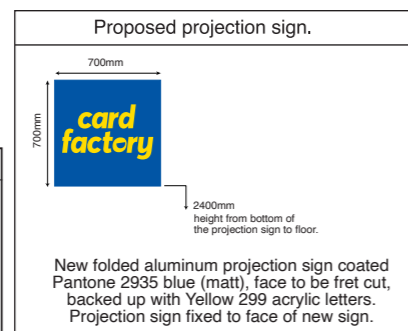 Proposed projection sign.
700mm
700mm
card
factory
2400mm
height from bottom of
the projection sign to floor.
New folded aluminum projection sign coated
Pantone 2935 blue (matt), face to be fret cut,
backed up with Yellow 299 acrylic letters.
Projection sign fixed to face of new sign.